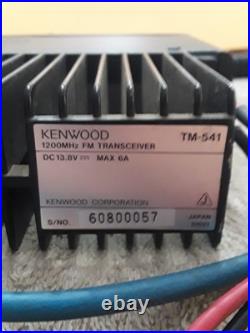 KENWOOD TM-541
1200MHz FM TRANSCEIVER
DC 13.8V MAX 6A
KENWOOD CORPORATION
S/NO. 60800057 JAPAN